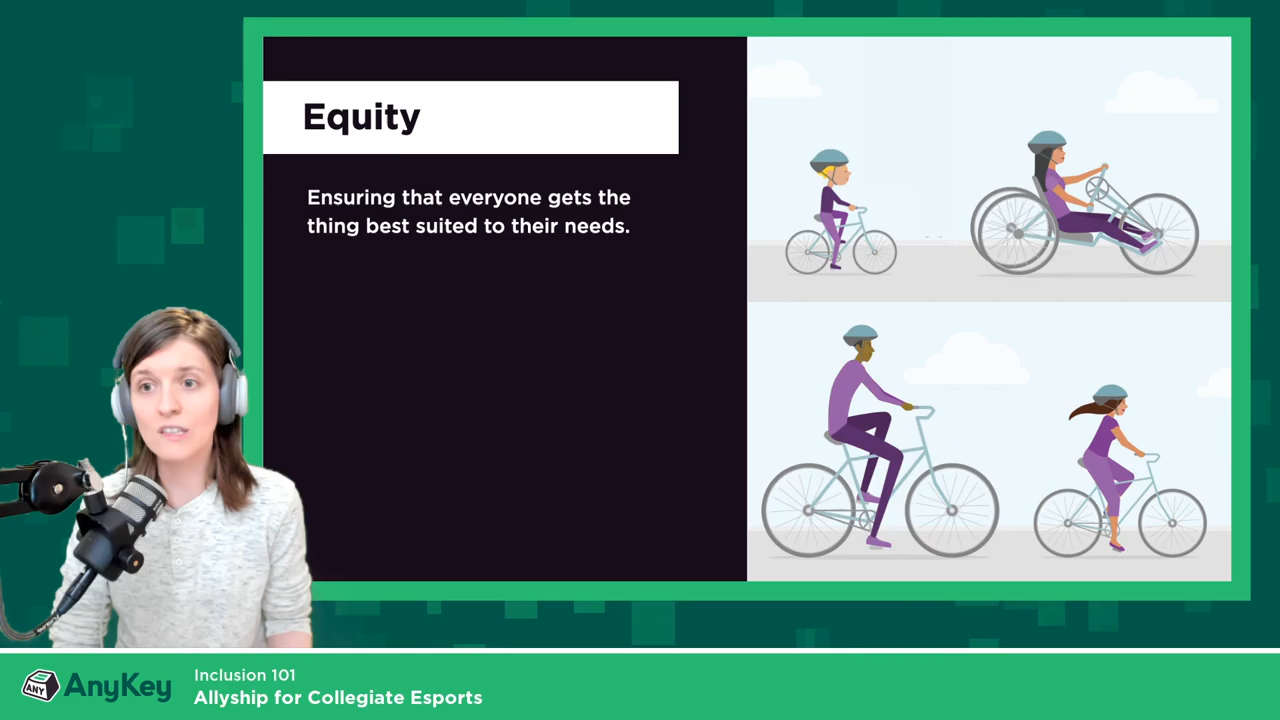 Equity
Ensuring that everyone gets the
thing best suited to their needs.
ANY
AnyKey
Inclusion 101
Allyship for Collegiate Esports